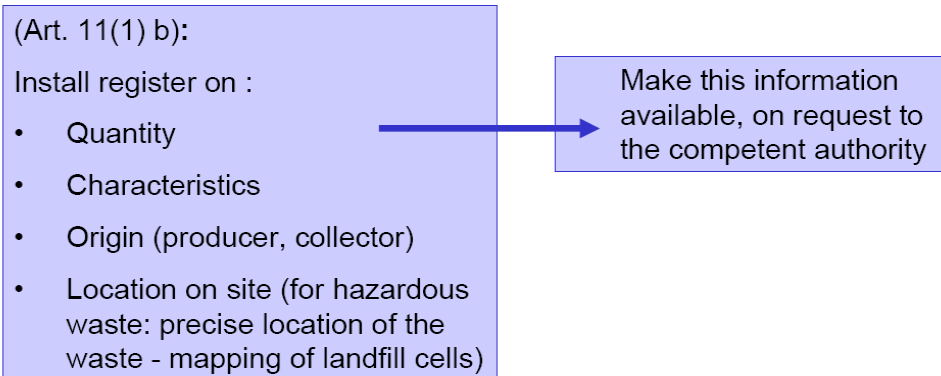 (Art. 11(1) b):
Install register on :
• Quantity
• Characteristics
• Origin (producer, collector)
• Location on site (for hazardous
waste: precise location of the
waste - mapping of landfill cells)
Make this information
available, on request to
the competent authority